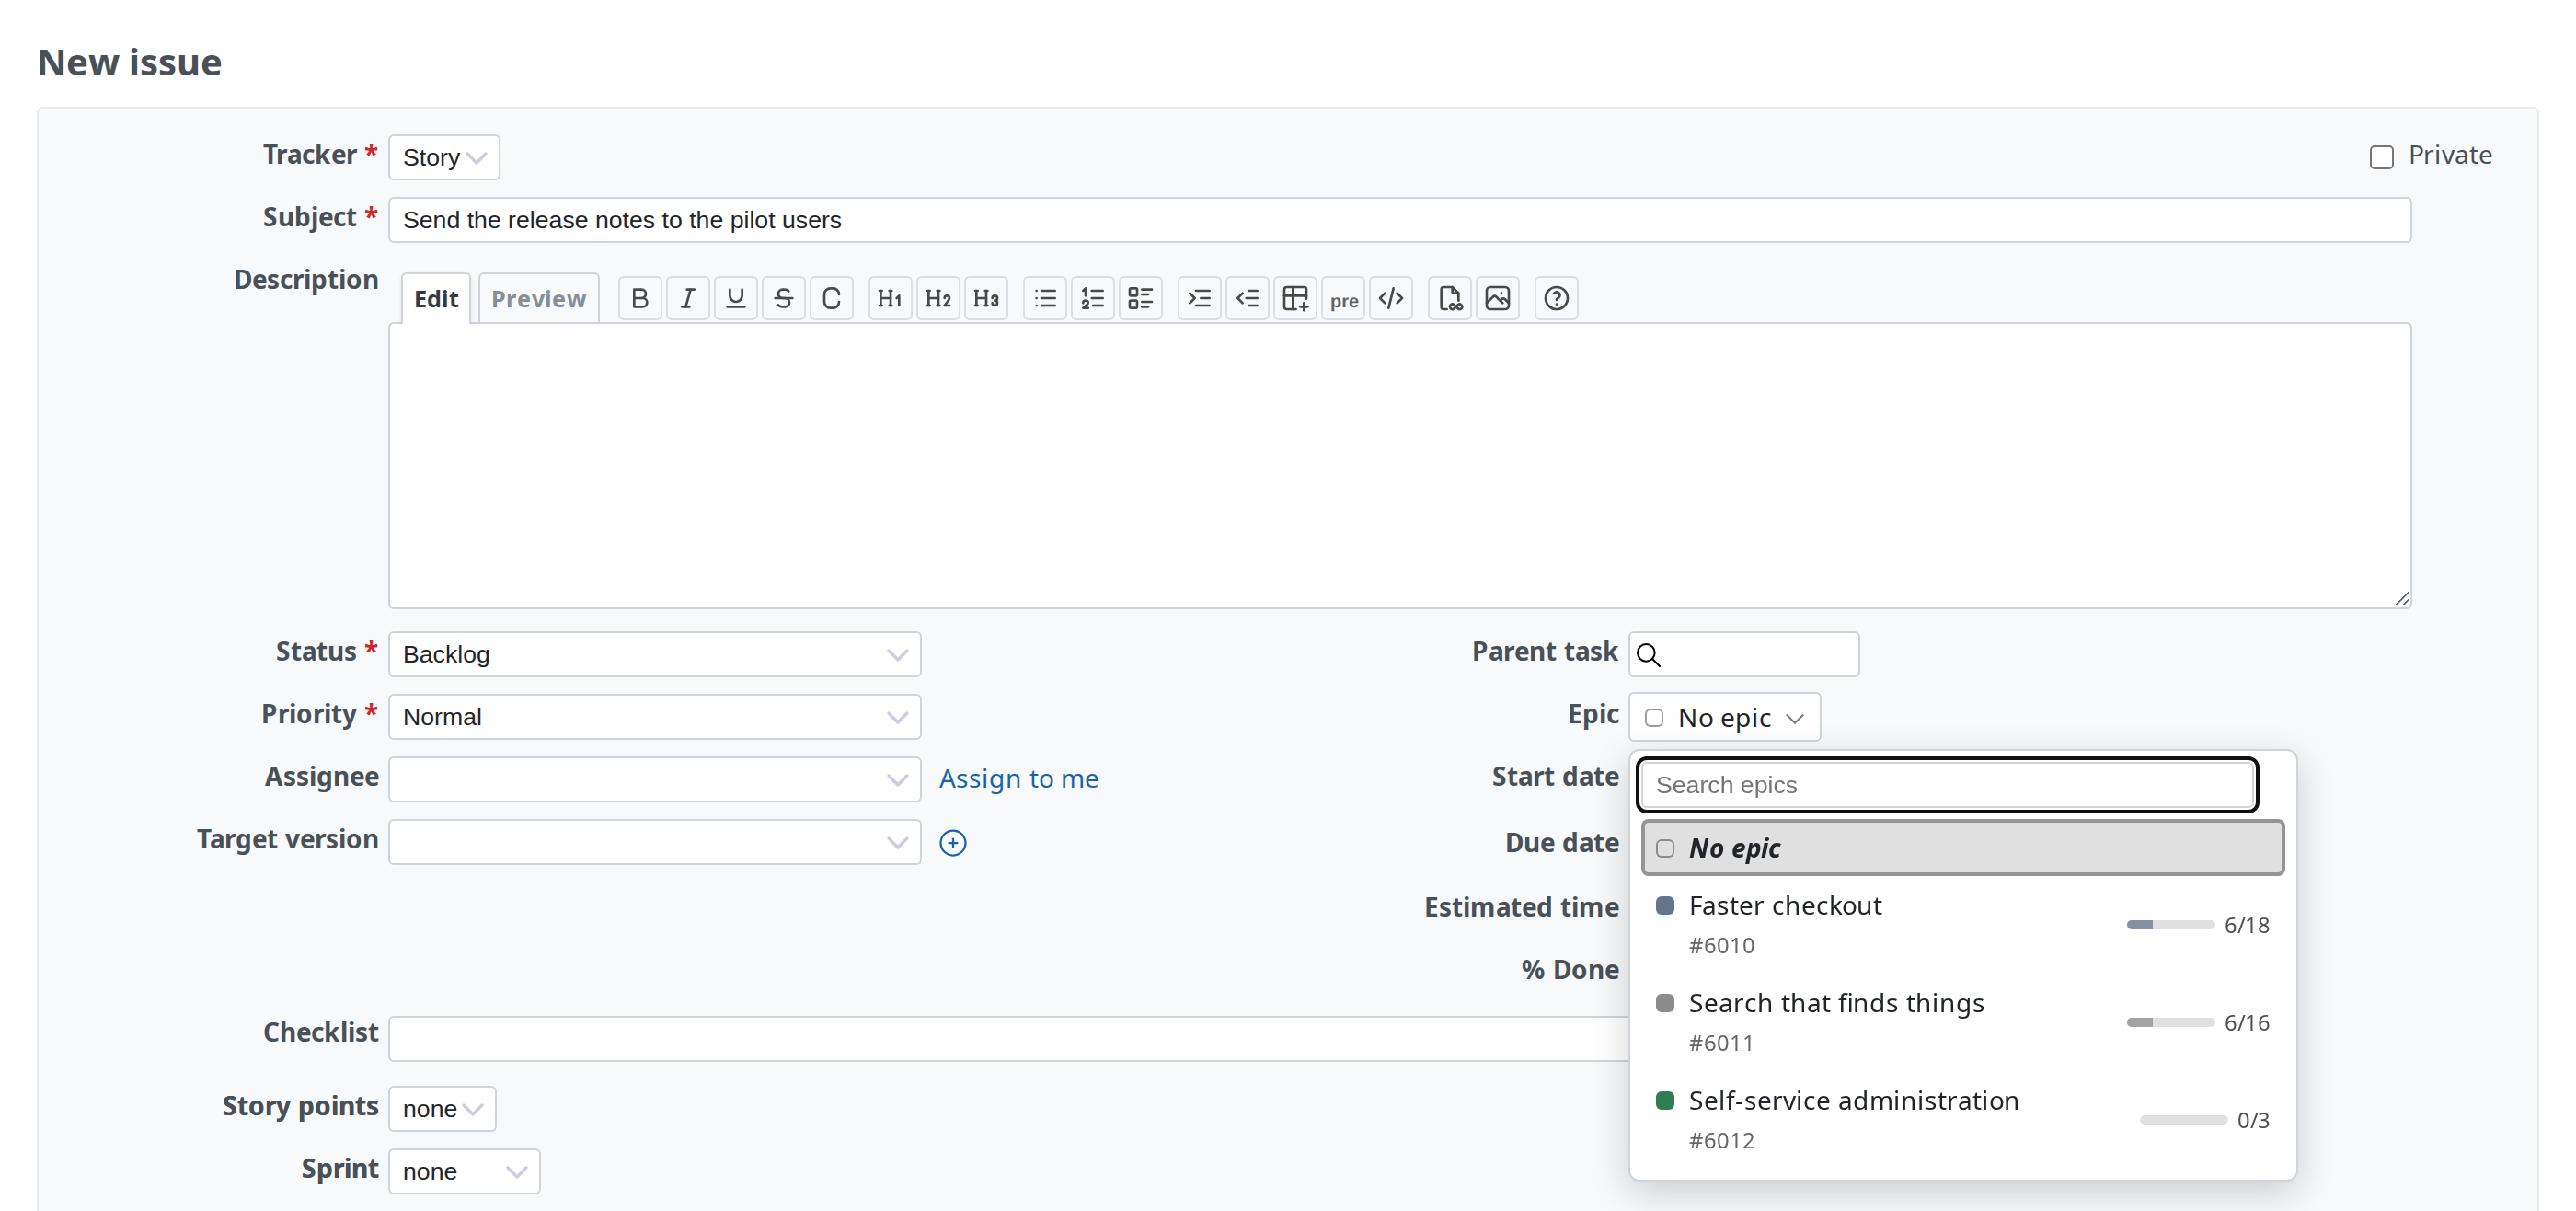 New issue
Tracker * Story Private
Subject * Send the release notes to the pilot users
Description Edit Preview B I U S C H1 H2 H3 pre
Status * Backlog Parent task
Priority * Normal Epic No epic
Assignee Assign to me Start date Search epics
Target version Due date No epic
Estimated time Faster checkout
#6010 6/18
% Done
Search that finds things
#6011 6/16
Checklist
Self-service administration
#6012 0/3
Story points none
Sprint none